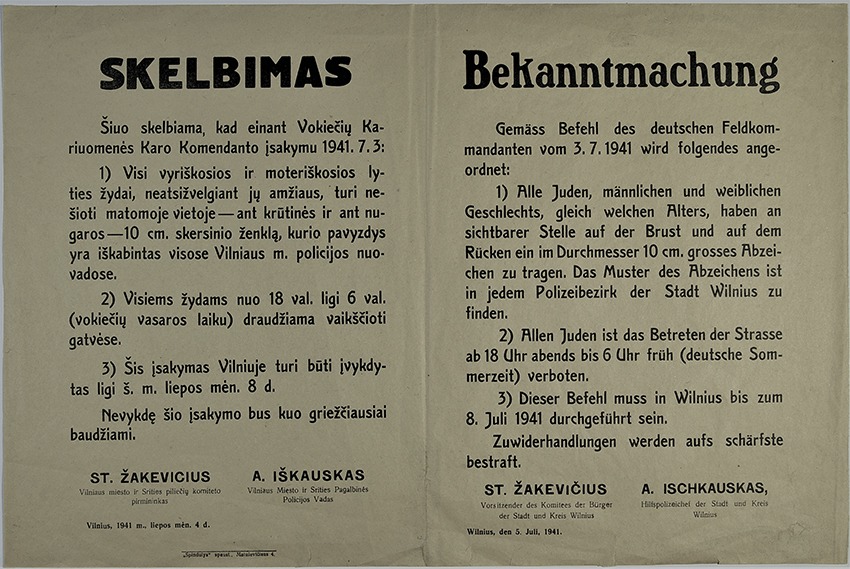 SKELBIMAS
Šiuo skelbiama, kad einant Vokiečių Ka-
riuomenės Karo Komendanto įsakymu 1941. 7. 3:
1) Visi vyriškosios ir moteriškosios ly-
ties žydai, neatsižvelgiant jų amžiaus, turi ne-
šioti matomoje vietoje — ant krūtinės ir ant nu-
garos — 10 cm. skersinio ženklą, kurio pavyzdys
yra iškabintas visose Vilniaus m. policijos nuo-
vadose.
2) Visiems žydams nuo 18 val. ligi 6 val.
(vokiečių vasaros laiku) draudžiama vaikščioti
gatvėse.
3) Šis įsakymas Vilniuje turi būti įvykdy-
tas ligi š. m. liepos mėn. 8 d.
Nevykdę šio įsakymo bus kuo griežčiausiai
baudžiami.
ST. ŽAKEVICIUS
Vilniaus miesto ir Srities piliečių komiteto
pirmininkas
A. IŠKAUSKAS
Vilniaus Miesto ir Srities Pagalbinės
Policijos Vadas
Vilnius, 1941 m., liepos mėn. 4 d.
„Spindulys“ spaust., Maironiškes 4.
Bekanntmachung
Gemäss Befehl des deutschen Feldkom-
mandanten vom 3. 7. 1941 wird folgendes ange-
ordnet:
1) Alle Juden, männlichen und weiblichen
Geschlechts, gleich welchen Alters, haben an
sichtbarer Stelle auf der Brust und auf dem
Rücken ein im Durchmesser 10 cm. grosses Abzei-
chen zu tragen. Das Muster des Abzeichens ist
in jedem Polizeibezirk der Stadt Wilnius zu
finden.
2) Allen Juden ist das Betreten der Strasse
ab 18 Uhr abends bis 6 Uhr früh (deutsche Som-
merzeit) verboten.
3) Dieser Befehl muss in Wilnius bis zum
8. Juli 1941 durchgeführt sein.
Zuwiderhandlungen werden aufs schärfste
bestraft.
ST. ŽAKEVIČIUS
Vorsitzender des Komitees der Bürger
der Stadt und Kreis Wilnius
A. ISCHKAUSKAS,
Hilfspolizeichef der Stadt und Kreis
Wilnius
Wilnius, den 5. Juli, 1941.